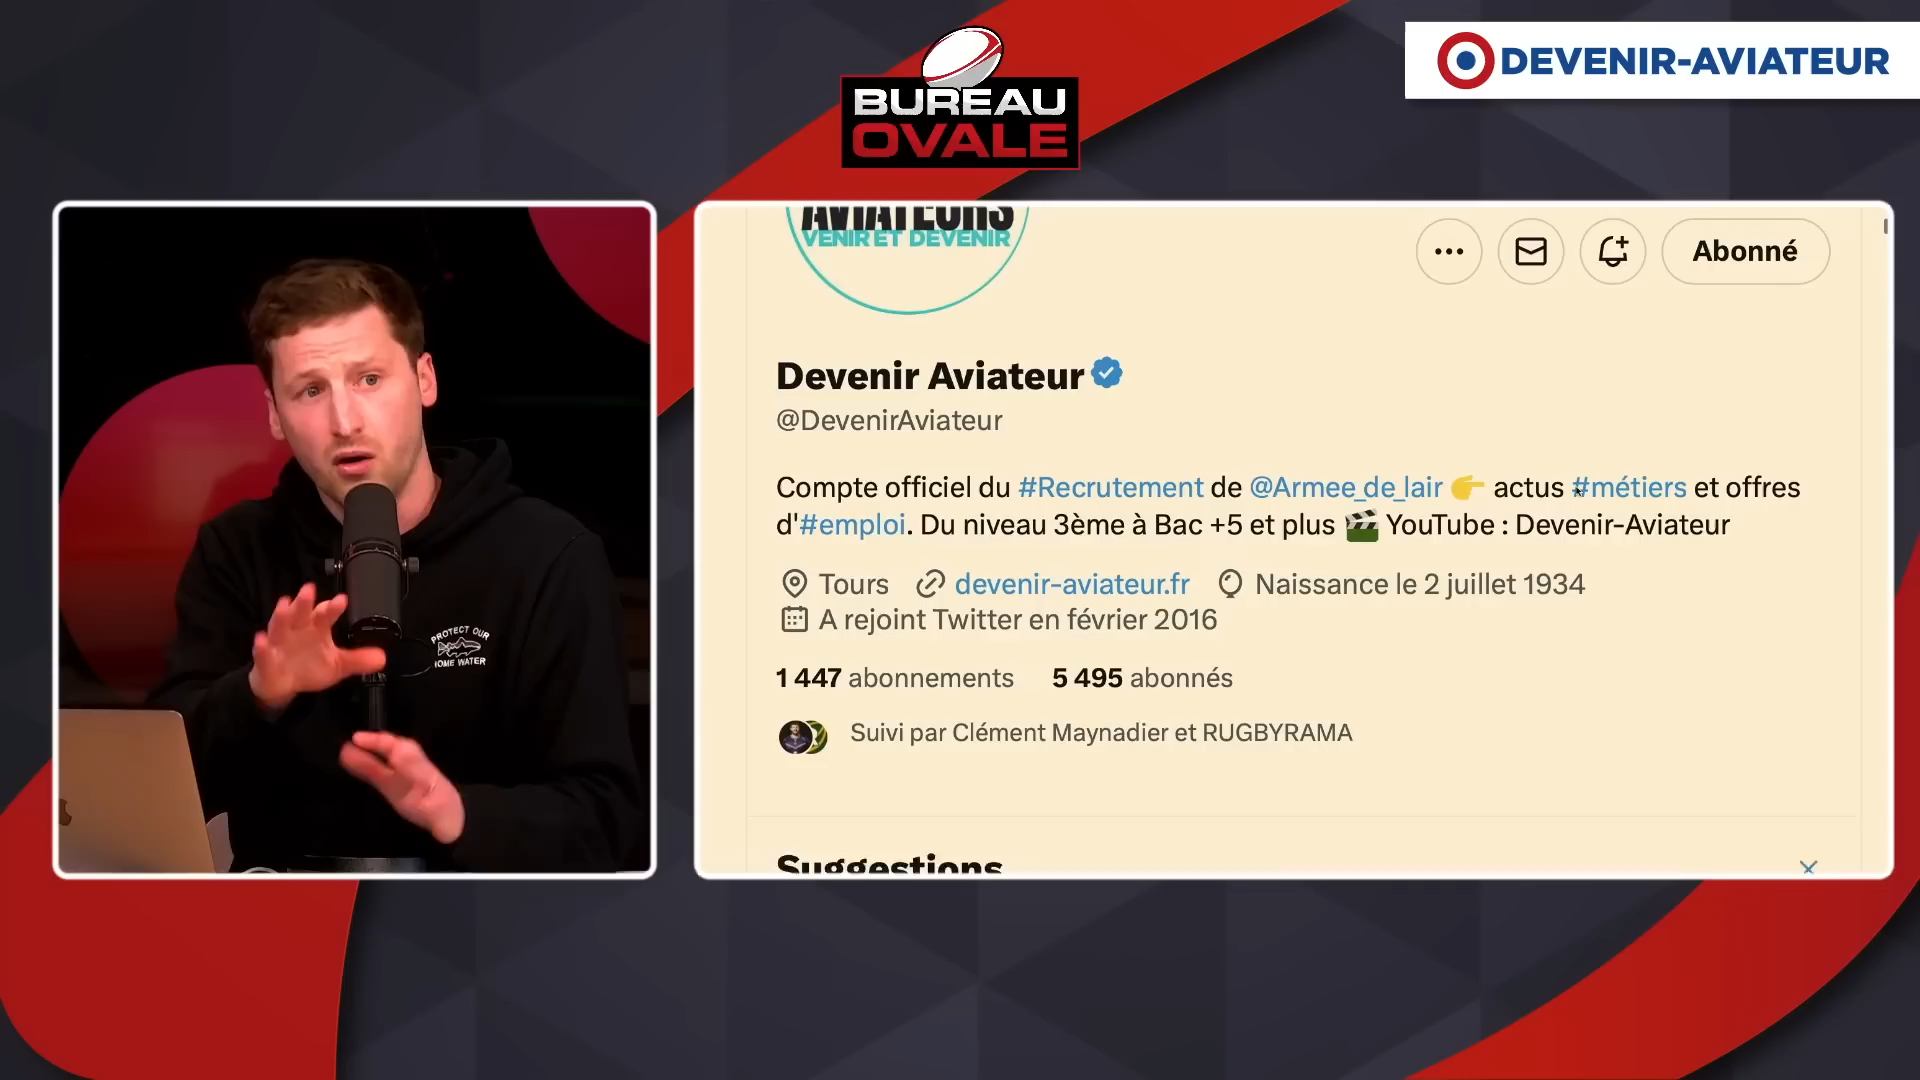 BUREAU
OVALE
DEVENIR-AVIATEUR
PROTECT OUR
HOME WATER
AVIATEURS
VENIR ET DEVENIR
Abonné
Devenir Aviateur
@DevenirAviateur
Compte officiel du #Recrutement de @Armee_de_lair 👉 actus #métiers et offres
d'#emploi. Du niveau 3ème à Bac +5 et plus 🎬 YouTube : Devenir-Aviateur
Tours devenir-aviateur.fr Naissance le 2 juillet 1934
A rejoint Twitter en février 2016
1 447 abonnements 5 495 abonnés
Suivi par Clément Maynadier et RUGBYRAMA
Suggestions